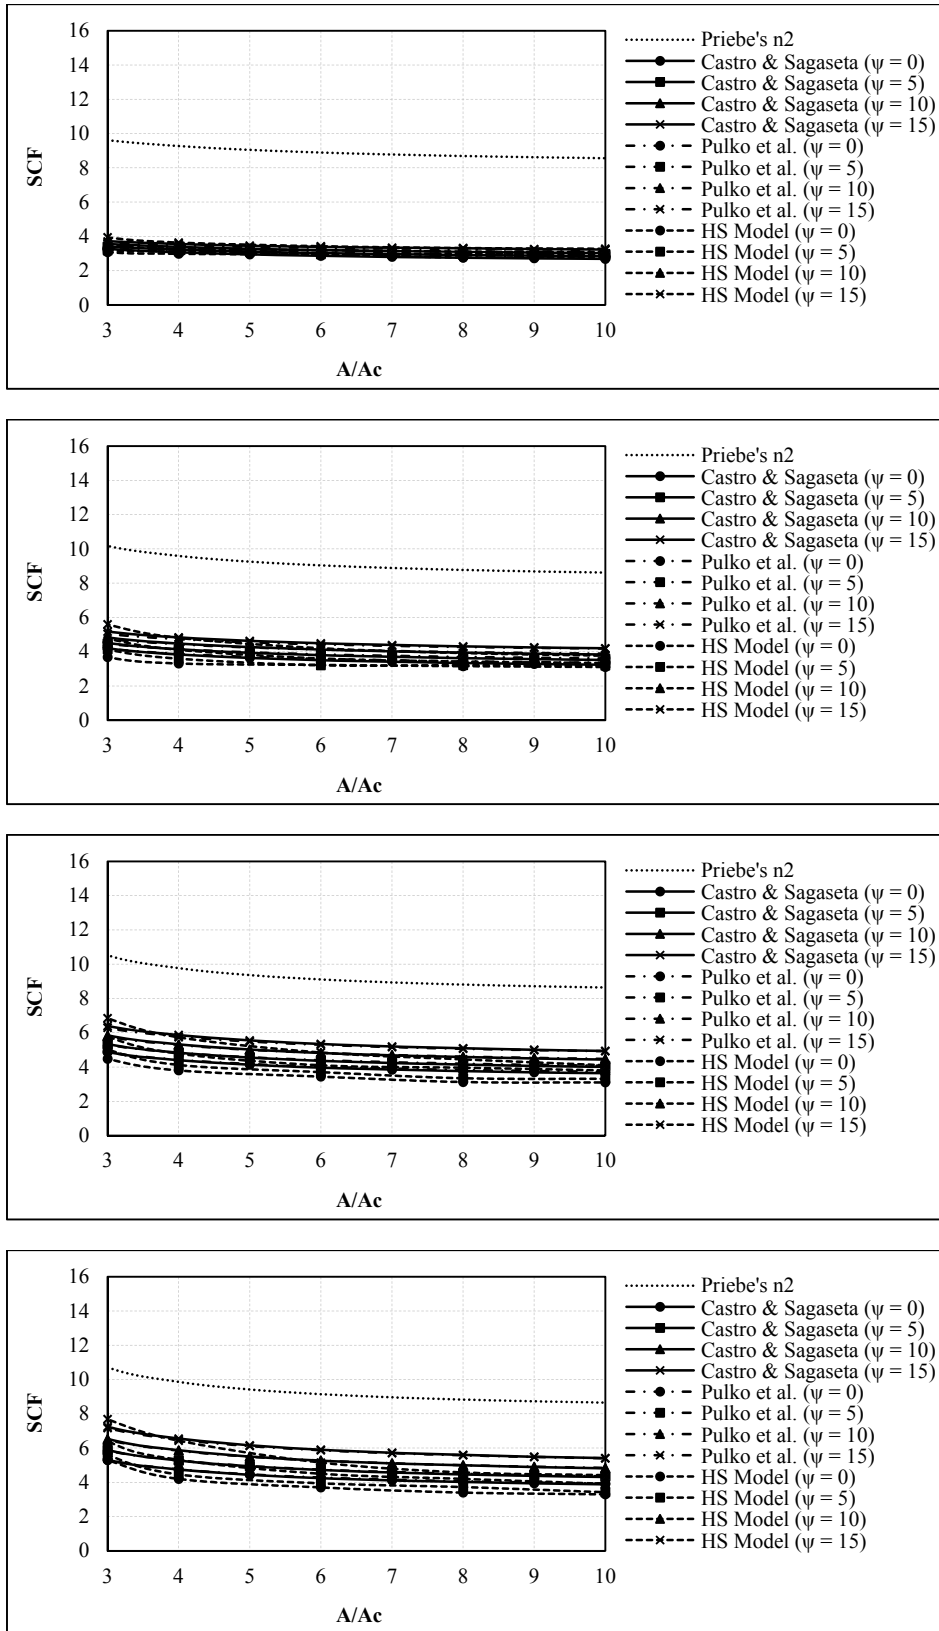 16
14
12
10
8
6
4
2
0
SCF
3 4 5 6 7 8 9 10
A/Ac
Priebe's n2
Castro & Sagaseta (ψ = 0)
Castro & Sagaseta (ψ = 5)
Castro & Sagaseta (ψ = 10)
Castro & Sagaseta (ψ = 15)
Pulko et al. (ψ = 0)
Pulko et al. (ψ = 5)
Pulko et al. (ψ = 10)
Pulko et al. (ψ = 15)
HS Model (ψ = 0)
HS Model (ψ = 5)
HS Model (ψ = 10)
HS Model (ψ = 15)
16
14
12
10
8
6
4
2
0
SCF
3 4 5 6 7 8 9 10
A/Ac
Priebe's n2
Castro & Sagaseta (ψ = 0)
Castro & Sagaseta (ψ = 5)
Castro & Sagaseta (ψ = 10)
Castro & Sagaseta (ψ = 15)
Pulko et al. (ψ = 0)
Pulko et al. (ψ = 5)
Pulko et al. (ψ = 10)
Pulko et al. (ψ = 15)
HS Model (ψ = 0)
HS Model (ψ = 5)
HS Model (ψ = 10)
HS Model (ψ = 15)
16
14
12
10
8
6
4
2
0
SCF
3 4 5 6 7 8 9 10
A/Ac
Priebe's n2
Castro & Sagaseta (ψ = 0)
Castro & Sagaseta (ψ = 5)
Castro & Sagaseta (ψ = 10)
Castro & Sagaseta (ψ = 15)
Pulko et al. (ψ = 0)
Pulko et al. (ψ = 5)
Pulko et al. (ψ = 10)
Pulko et al. (ψ = 15)
HS Model (ψ = 0)
HS Model (ψ = 5)
HS Model (ψ = 10)
HS Model (ψ = 15)
16
14
12
10
8
6
4
2
0
SCF
3 4 5 6 7 8 9 10
A/Ac
Priebe's n2
Castro & Sagaseta (ψ = 0)
Castro & Sagaseta (ψ = 5)
Castro & Sagaseta (ψ = 10)
Castro & Sagaseta (ψ = 15)
Pulko et al. (ψ = 0)
Pulko et al. (ψ = 5)
Pulko et al. (ψ = 10)
Pulko et al. (ψ = 15)
HS Model (ψ = 0)
HS Model (ψ = 5)
HS Model (ψ = 10)
HS Model (ψ = 15)